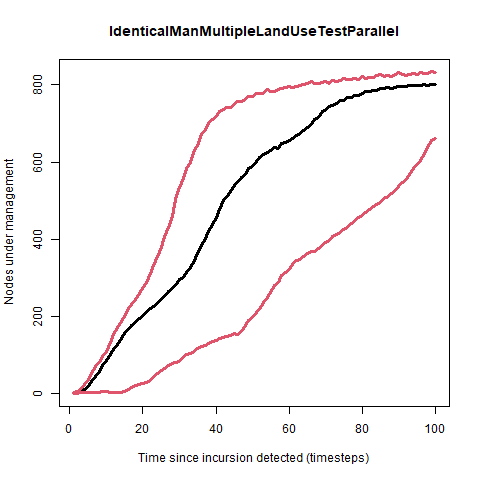 IdenticalManMultipleLandUseTestParallel
Nodes under management
800
600
400
200
0
0 20 40 60 80 100
Time since incursion detected (timesteps)